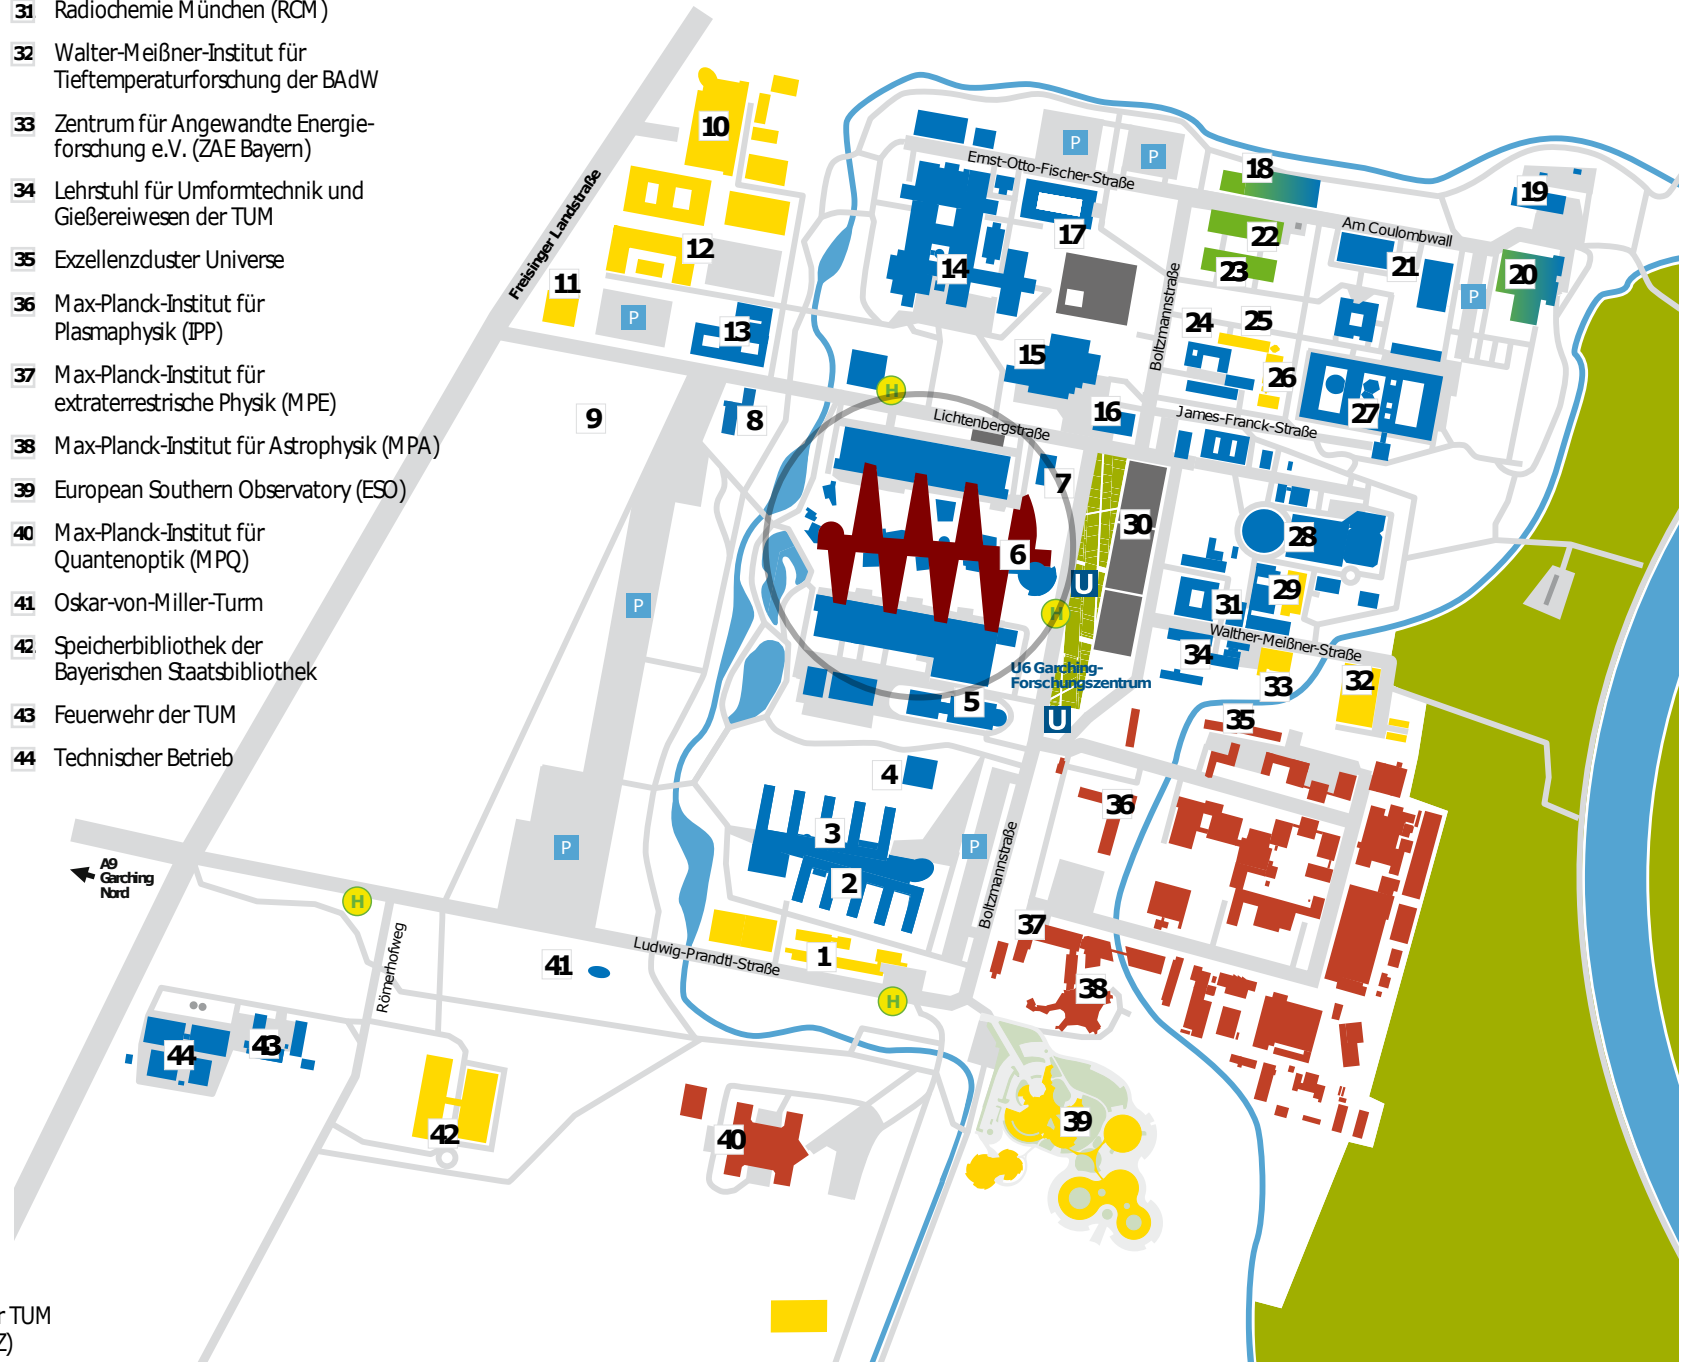 31 Radiochemie München (RCM)
32 Walter-Meißner-Institut für
Tieftemperaturforschung der BAdW
33 Zentrum für Angewandte Energie-
forschung e.V. (ZAE Bayern)
34 Lehrstuhl für Umformtechnik und
Gießereiwesen der TUM
35 Exzellenzcluster Universe
36 Max-Planck-Institut für
Plasmaphysik (IPP)
37 Max-Planck-Institut für
extraterrestrische Physik (MPE)
38 Max-Planck-Institut für Astrophysik (MPA)
39 European Southern Observatory (ESO)
40 Max-Planck-Institut für
Quantenoptik (MPQ)
41 Oskar-von-Miller-Turm
42 Speicherbibliothek der
Bayerischen Staatsbibliothek
43 Feuerwehr der TUM
44 Technischer Betrieb
r TUM
Z)
10
P
P
Ernst-Otto-Fischer-Straße
18
19
Freisinger Landstraße
17
22
Am Coulombwall
12
14
23
21
20
11
P
P
13
15
Boltzmannstraße
24
25
26
H
9
8
Lichtenbergstraße
16
James-Franck-Straße
27
7
30
28
6
U
29
P
H
31
Walther-Meißner-Straße
34
U6 Garching-
Forschungszentrum
33
32
5
U
35
4
36
3
P
P
Boltzmannstraße
2
A9
Garching
Nord
H
37
Römerhofweg
Ludwig-Prandtl-Straße
1
41
38
H
44
43
42
40
39